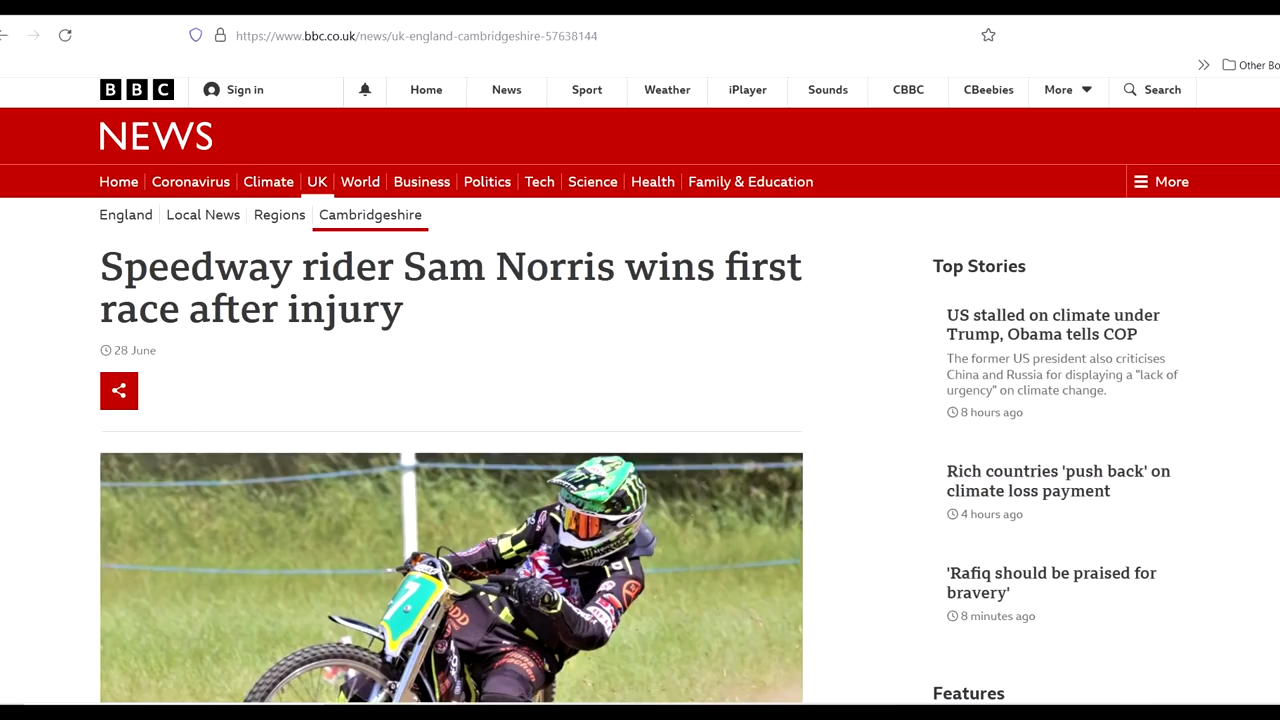 https://www.bbc.co.uk/news/uk-england-cambridgeshire-57638144
Other Bo
BBC Sign in Home News Sport Weather iPlayer Sounds CBBC CBeebies More Search
NEWS
Home Coronavirus Climate UK World Business Politics Tech Science Health Family & Education More
England Local News Regions Cambridgeshire
Speedway rider Sam Norris wins first
race after injury
28 June
7
Top Stories
US stalled on climate under
Trump, Obama tells COP
The former US president also criticises
China and Russia for displaying a "lack of
urgency" on climate change.
8 hours ago
Rich countries 'push back' on
climate loss payment
4 hours ago
'Rafiq should be praised for
bravery'
8 minutes ago
Features